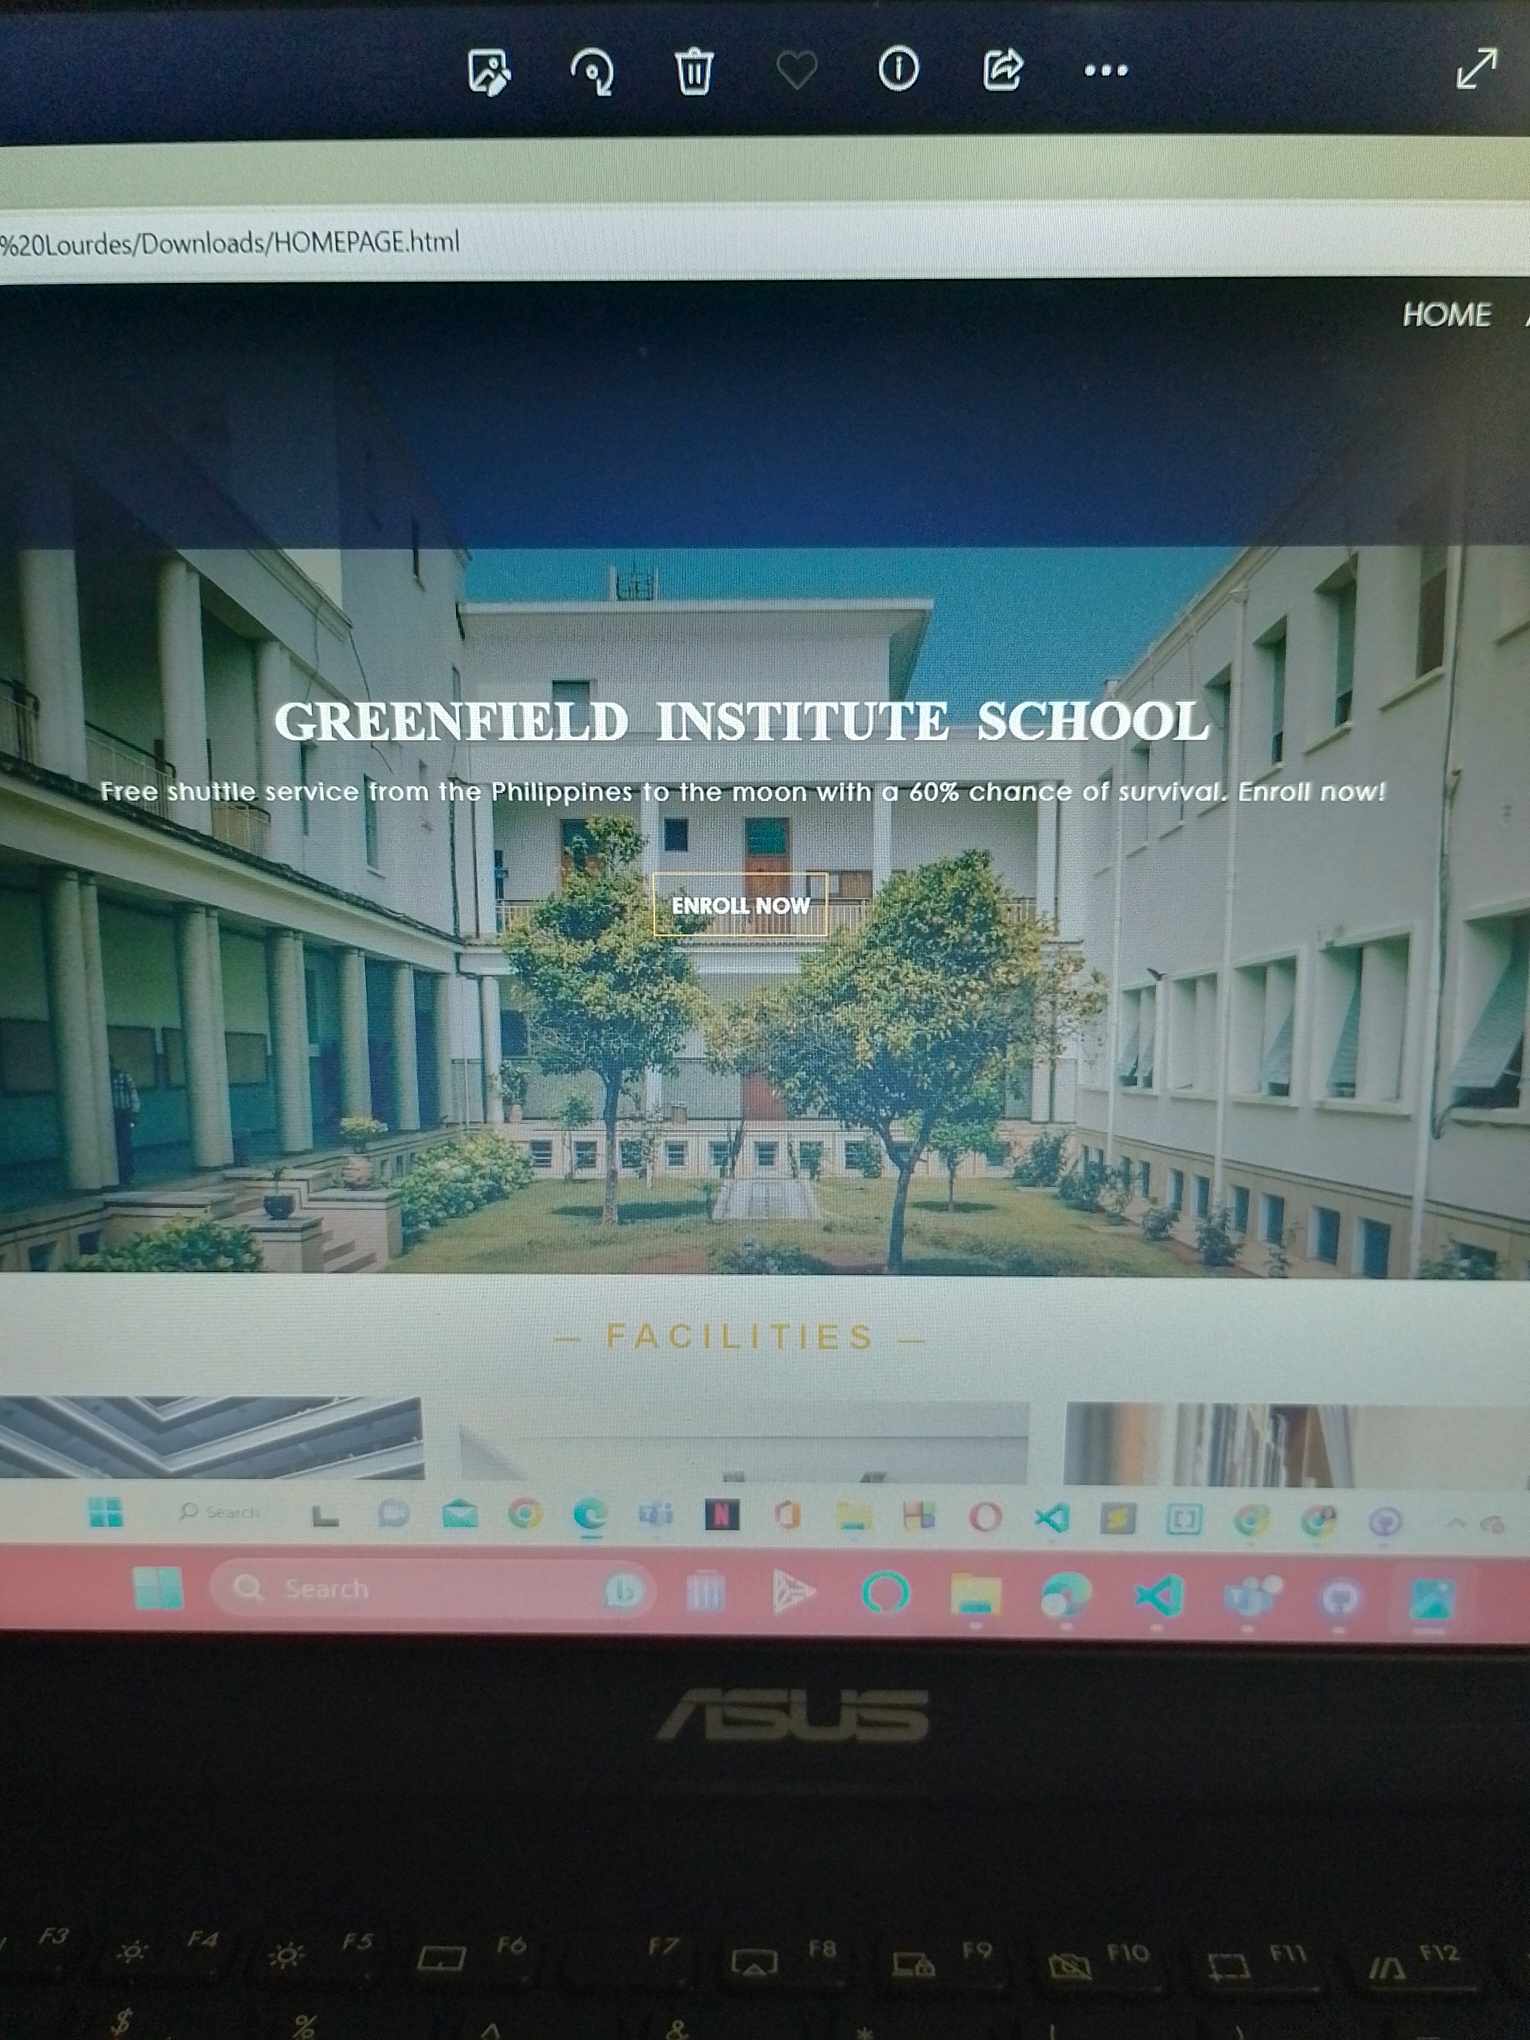 %20Lourdes/Downloads/HOMEPAGE.html
HOME
GREENFIELD INSTITUTE SCHOOL
Free shuttle service from the Philippines to the moon with a 60% chance of survival. Enroll now!
ENROLL NOW
— FACILITIES —
Search
Search
ASUS
F3 F4 F5 F6 F7 F8 F9 F10 F11 F12
$ % ^ & * ( )